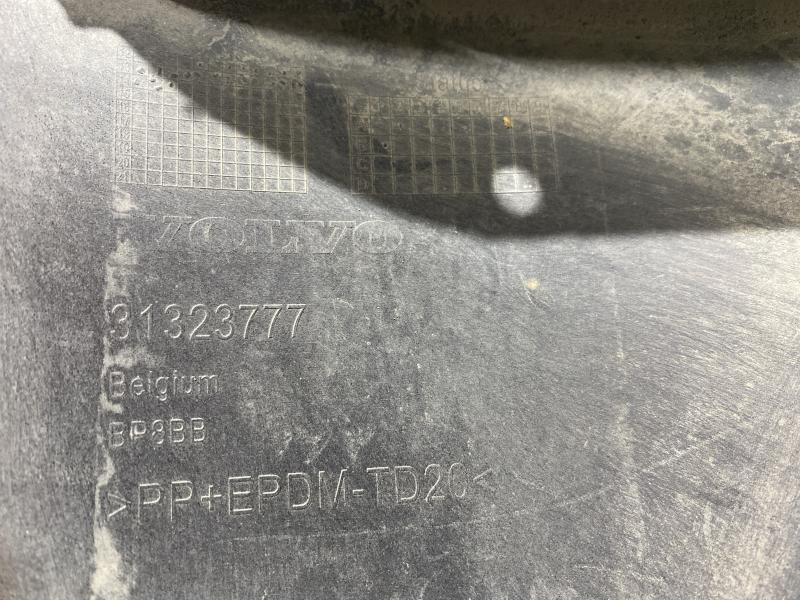 VOLVO
31323777
Belgium
BP8BB
>PP+EPDM-TD20<